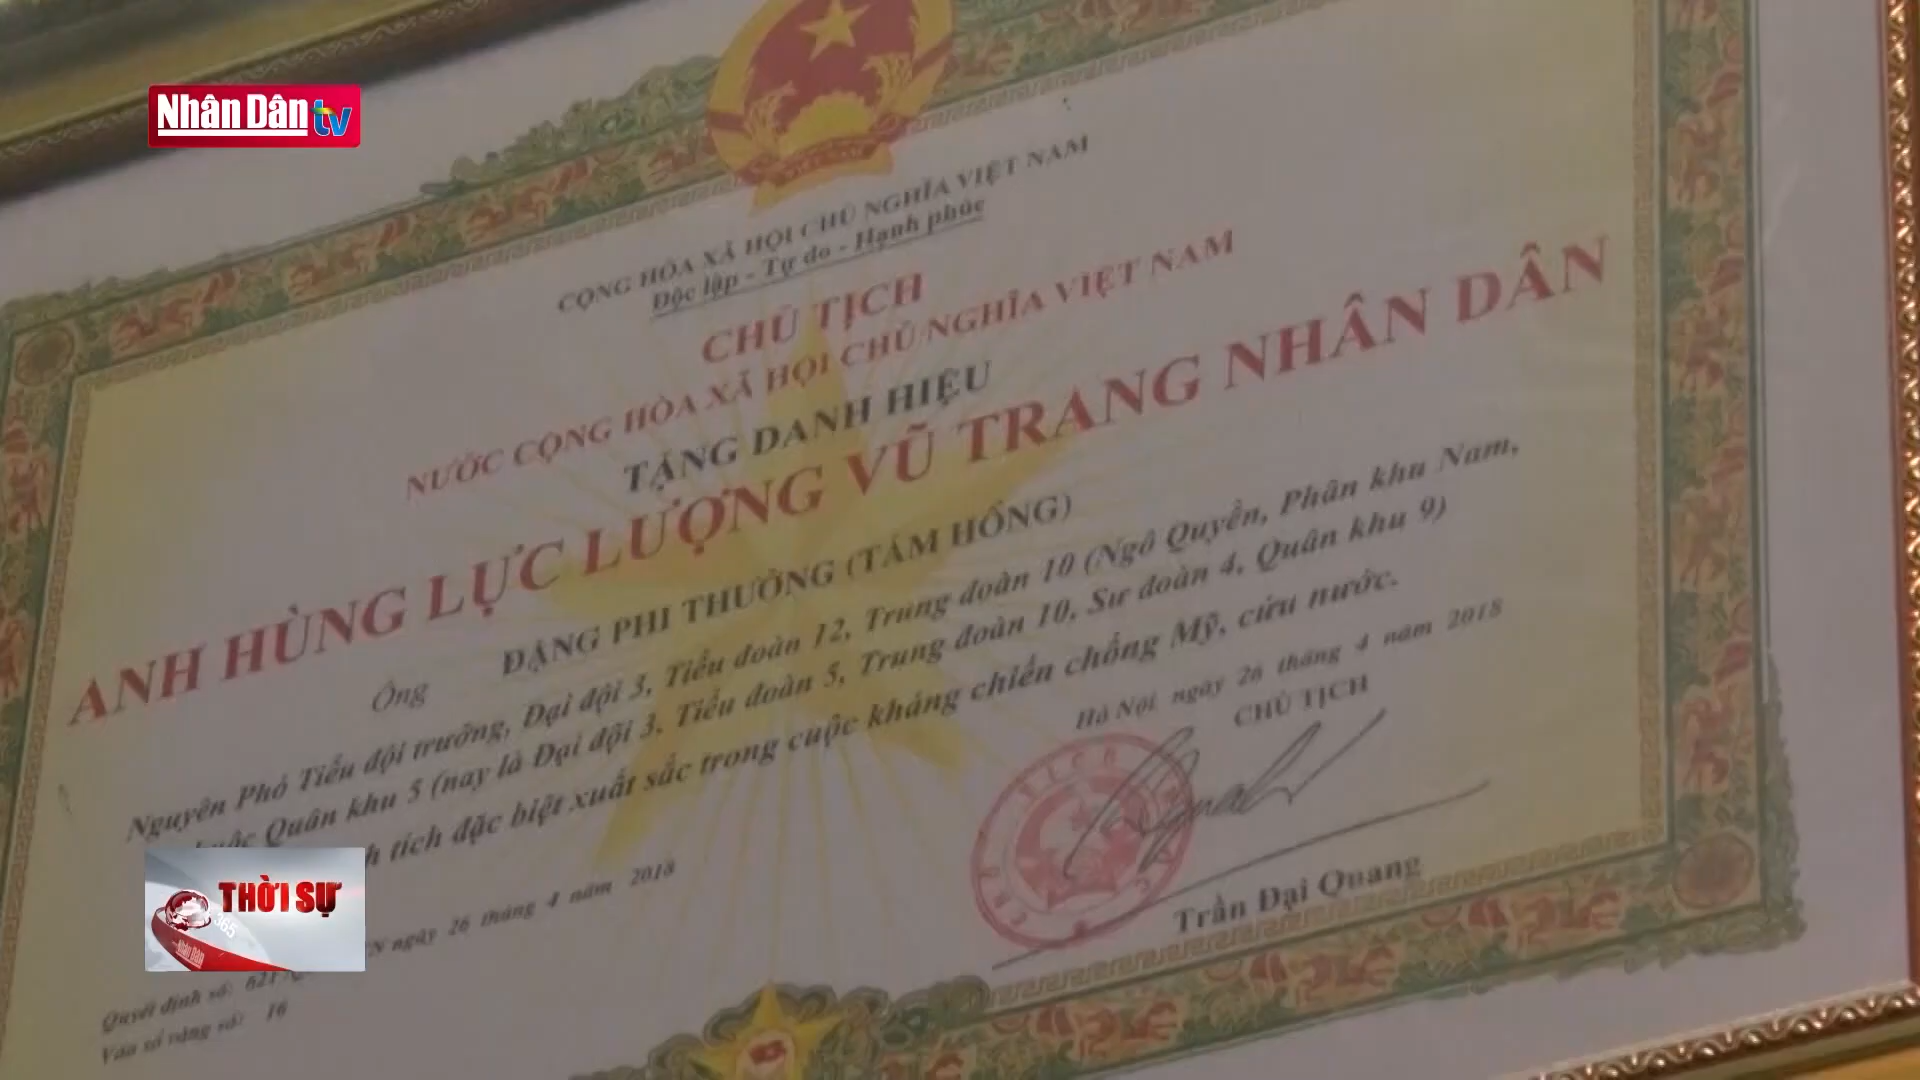 Nhân Dân tv
CỘNG HÒA XÃ HỘI CHỦ NGHĨA VIỆT NAM
Độc lập - Tự do - Hạnh phúc
CHỦ TỊCH
NƯỚC CỘNG HÒA XÃ HỘI CHỦ NGHĨA VIỆT NAM
TẶNG DANH HIỆU
ANH HÙNG LỰC LƯỢNG VŨ TRANG NHÂN DÂN
Ông ĐẶNG PHI THƯỞNG (TÁM HỒNG)
Nguyên Phó Tiểu đội trưởng, Đại đội 3, Tiểu đoàn 12, Trung đoàn 10 (Ngô Quyền, Phân khu Nam,
Quân khu 5 (nay là Đại đội 3, Tiểu đoàn 5, Trung đoàn 10, Sư đoàn 4, Quân khu 9)
tích đặc biệt xuất sắc trong cuộc kháng chiến chống Mỹ, cứu nước.
Hà Nội, ngày 26 tháng 4 năm 2018
CHỦ TỊCH
Trần Đại Quang
Quyết định số: 621 ngày 26 tháng 4 năm 2018
Vào sổ vàng số: 16
THỜI SỰ
365
Nhân Dân